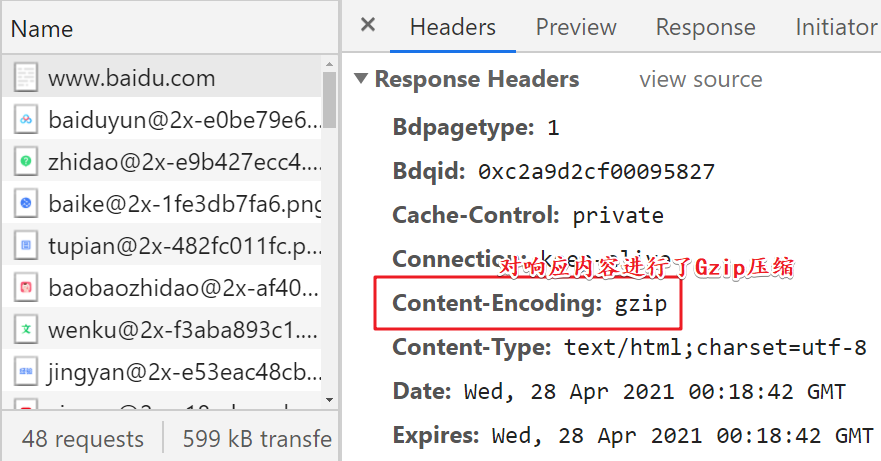 Name
www.baidu.com
baiduyun@2x-e0be79e6...
zhidao@2x-e9b427ecc4....
baike@2x-1fe3db7fa6.png
tupian@2x-482fc011fc.p...
baobaozhidao@2x-af40...
wenku@2x-f3aba893c1....
jingyan@2x-e53eac48cb...
48 requests
599 kB transfe
Headers
Preview
Response
Initiator
Response Headers
view source
Bdpagetype: 1
Bdqid: 0xc2a9d2cf00095827
Cache-Control: private
Connection: keep-alive
对响应内容进行了Gzip压缩
Content-Encoding: gzip
Content-Type: text/html;charset=utf-8
Date: Wed, 28 Apr 2021 00:18:42 GMT
Expires: Wed, 28 Apr 2021 00:18:42 GMT